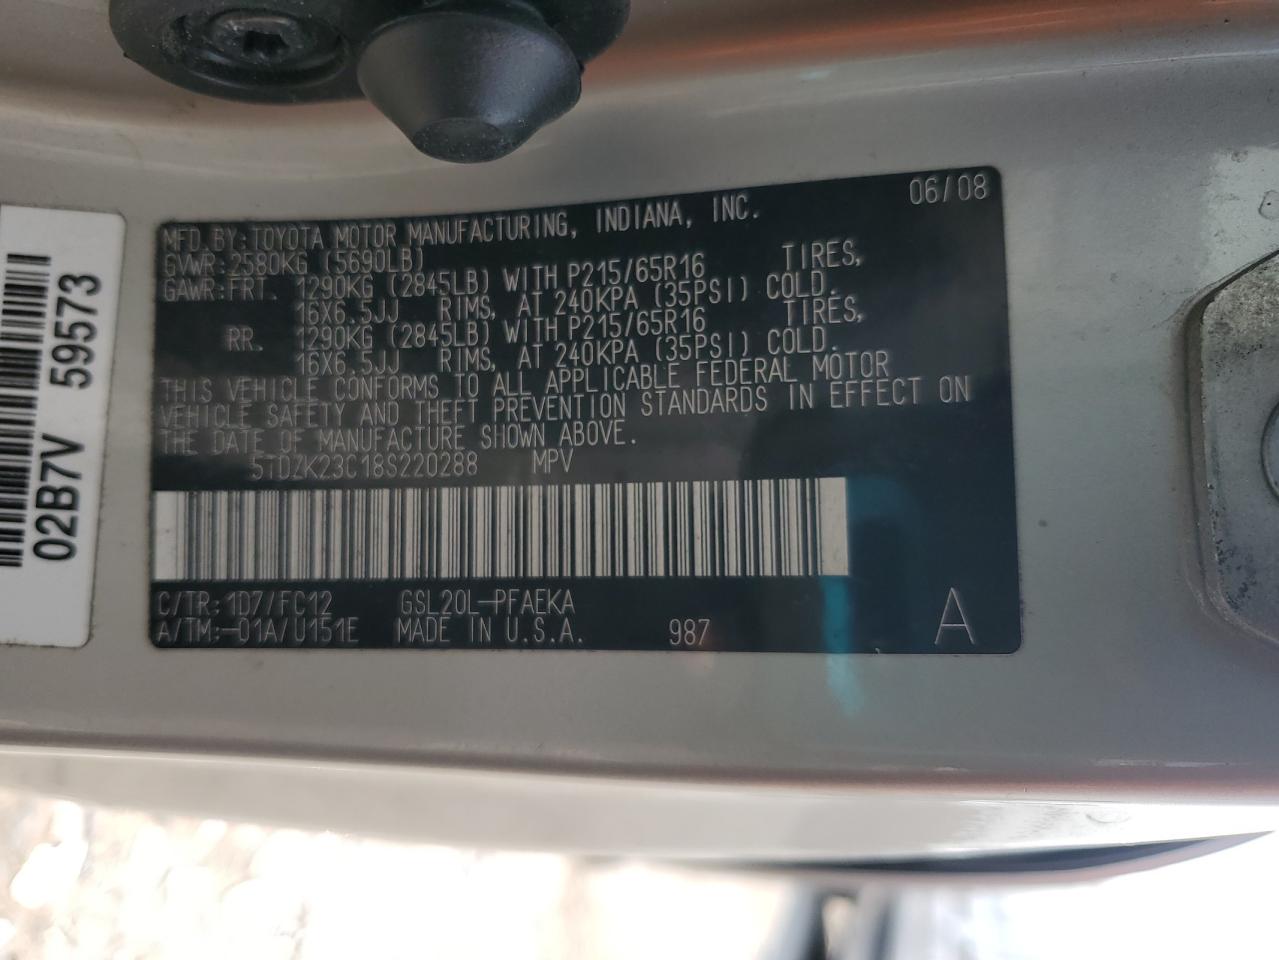 06/08
MFD.BY:TOYOTA MOTOR MANUFACTURING, INDIANA, INC.
GVWR:2580KG (5690LB)
GAWR:FRT. 1290KG (2845LB) WITH P215/65R16 TIRES,
16X6.5JJ RIMS, AT 240KPA (35PSI) COLD.
RR. 1290KG (2845LB) WITH P215/65R16 TIRES,
16X6.5JJ RIMS, AT 240KPA (35PSI) COLD.
THIS VEHICLE CONFORMS TO ALL APPLICABLE FEDERAL MOTOR
VEHICLE SAFETY AND THEFT PREVENTION STANDARDS IN EFFECT ON
THE DATE OF MANUFACTURE SHOWN ABOVE.
5TDZK23C18S220288 MPV
C/TR:1D7/FC12 GSL20L-PFAEKA
A/TM:-01A/U151E MADE IN U.S.A. 987 A
02B7V 59573